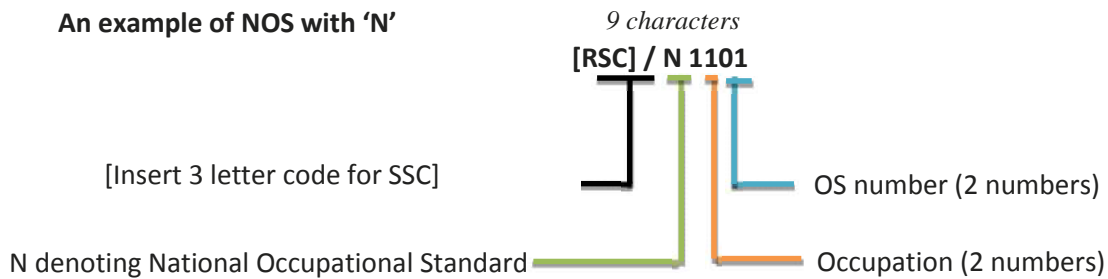 An example of NOS with ‘N’
9 characters
[RSC] / N 1101
[Insert 3 letter code for SSC]
OS number (2 numbers)
N denoting National Occupational Standard
Occupation (2 numbers)